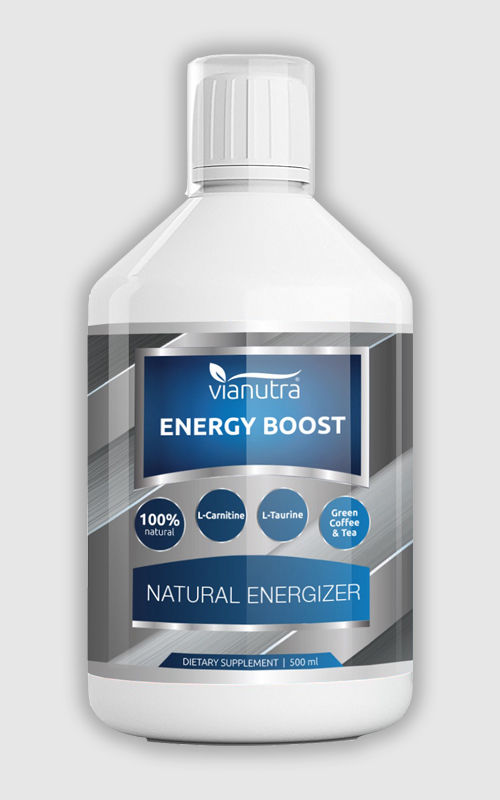 vianutra®
ENERGY BOOST
100%
natural
L-Carnitine
L-Taurine
Green
Coffee
& Tea
NATURAL ENERGIZER
DIETARY SUPPLEMENT | 500 ml